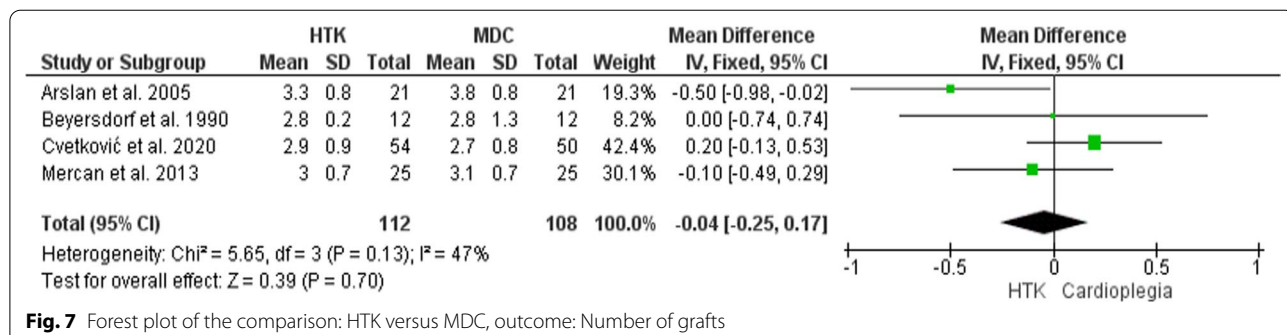 HTK MDC Mean Difference Mean Difference
Study or Subgroup Mean SD Total Mean SD Total Weight IV, Fixed, 95% CI IV, Fixed, 95% CI
Arslan et al. 2005 3.3 0.8 21 3.8 0.8 21 19.3% -0.50 [-0.98, -0.02]
Beyersdorf et al. 1990 2.8 0.2 12 2.8 1.3 12 8.2% 0.00 [-0.74, 0.74]
Cvetković et al. 2020 2.9 0.9 54 2.7 0.8 50 42.4% 0.20 [-0.13, 0.53]
Mercan et al. 2013 3 0.7 25 3.1 0.7 25 30.1% -0.10 [-0.49, 0.29]
Total (95% CI) 112 108 100.0% -0.04 [-0.25, 0.17]
Heterogeneity: Chi² = 5.65, df = 3 (P = 0.13); I² = 47%
Test for overall effect: Z = 0.39 (P = 0.70)
-1 -0.5 0 0.5 1
HTK Cardioplegia
Fig. 7 Forest plot of the comparison: HTK versus MDC, outcome: Number of grafts